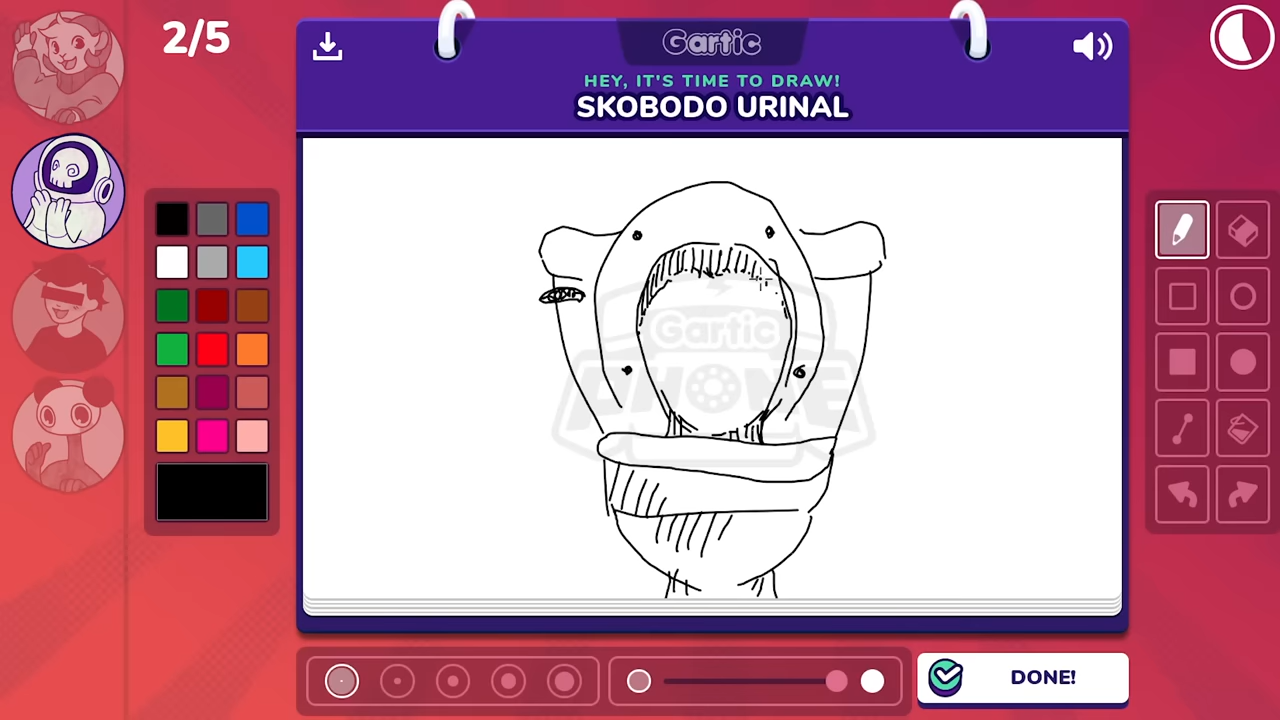 2/5
Gartic
HEY, IT'S TIME TO DRAW!
SKOBODO URINAL
Gartic
PHONE
DONE!